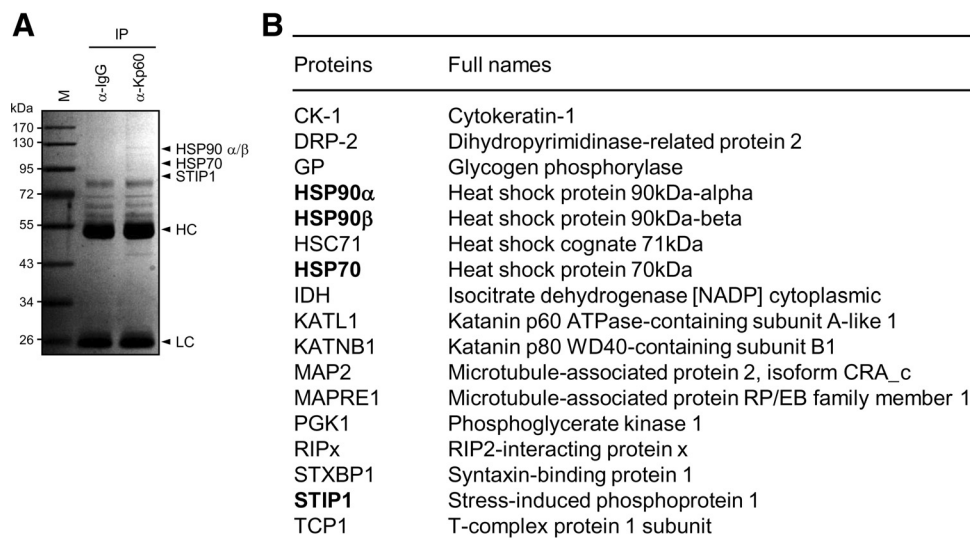 A
IP
M
α-IgG
α-Kp60
kDa
170
130
95
72
55
43
34
26
HSP90 α/β
HSP70
STIP1
HC
LC
B
Proteins Full names
CK-1 Cytokeratin-1
DRP-2 Dihydropyrimidinase-related protein 2
GP Glycogen phosphorylase
HSP90α Heat shock protein 90kDa-alpha
HSP90β Heat shock protein 90kDa-beta
HSC71 Heat shock cognate 71kDa
HSP70 Heat shock protein 70kDa
IDH Isocitrate dehydrogenase [NADP] cytoplasmic
KATL1 Katanin p60 ATPase-containing subunit A-like 1
KATNB1 Katanin p80 WD40-containing subunit B1
MAP2 Microtubule-associated protein 2, isoform CRA_c
MAPRE1 Microtubule-associated protein RP/EB family member 1
PGK1 Phosphoglycerate kinase 1
RIPx RIP2-interacting protein x
STXBP1 Syntaxin-binding protein 1
STIP1 Stress-induced phosphoprotein 1
TCP1 T-complex protein 1 subunit